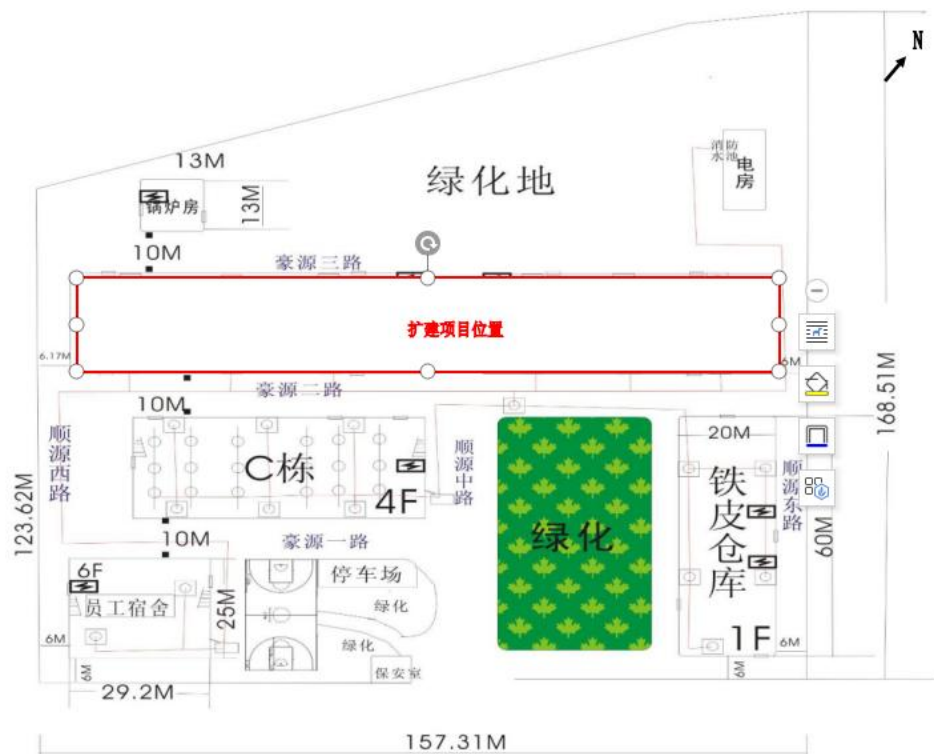 N
13M
锅炉房
13M
绿化地
消防
水池
电房
10M
豪源三路
扩建项目位置
6.17M
6M
豪源二路
168.51M
10M
顺源西路
C栋
4F
顺源中路
绿化
20M
铁皮仓库
1F
顺源东路
60M
123.62M
10M
豪源一路
6F
员工宿舍
25M
停车场
绿化
绿化
保安室
6M
6M
29.2M
6M
6M
157.31M